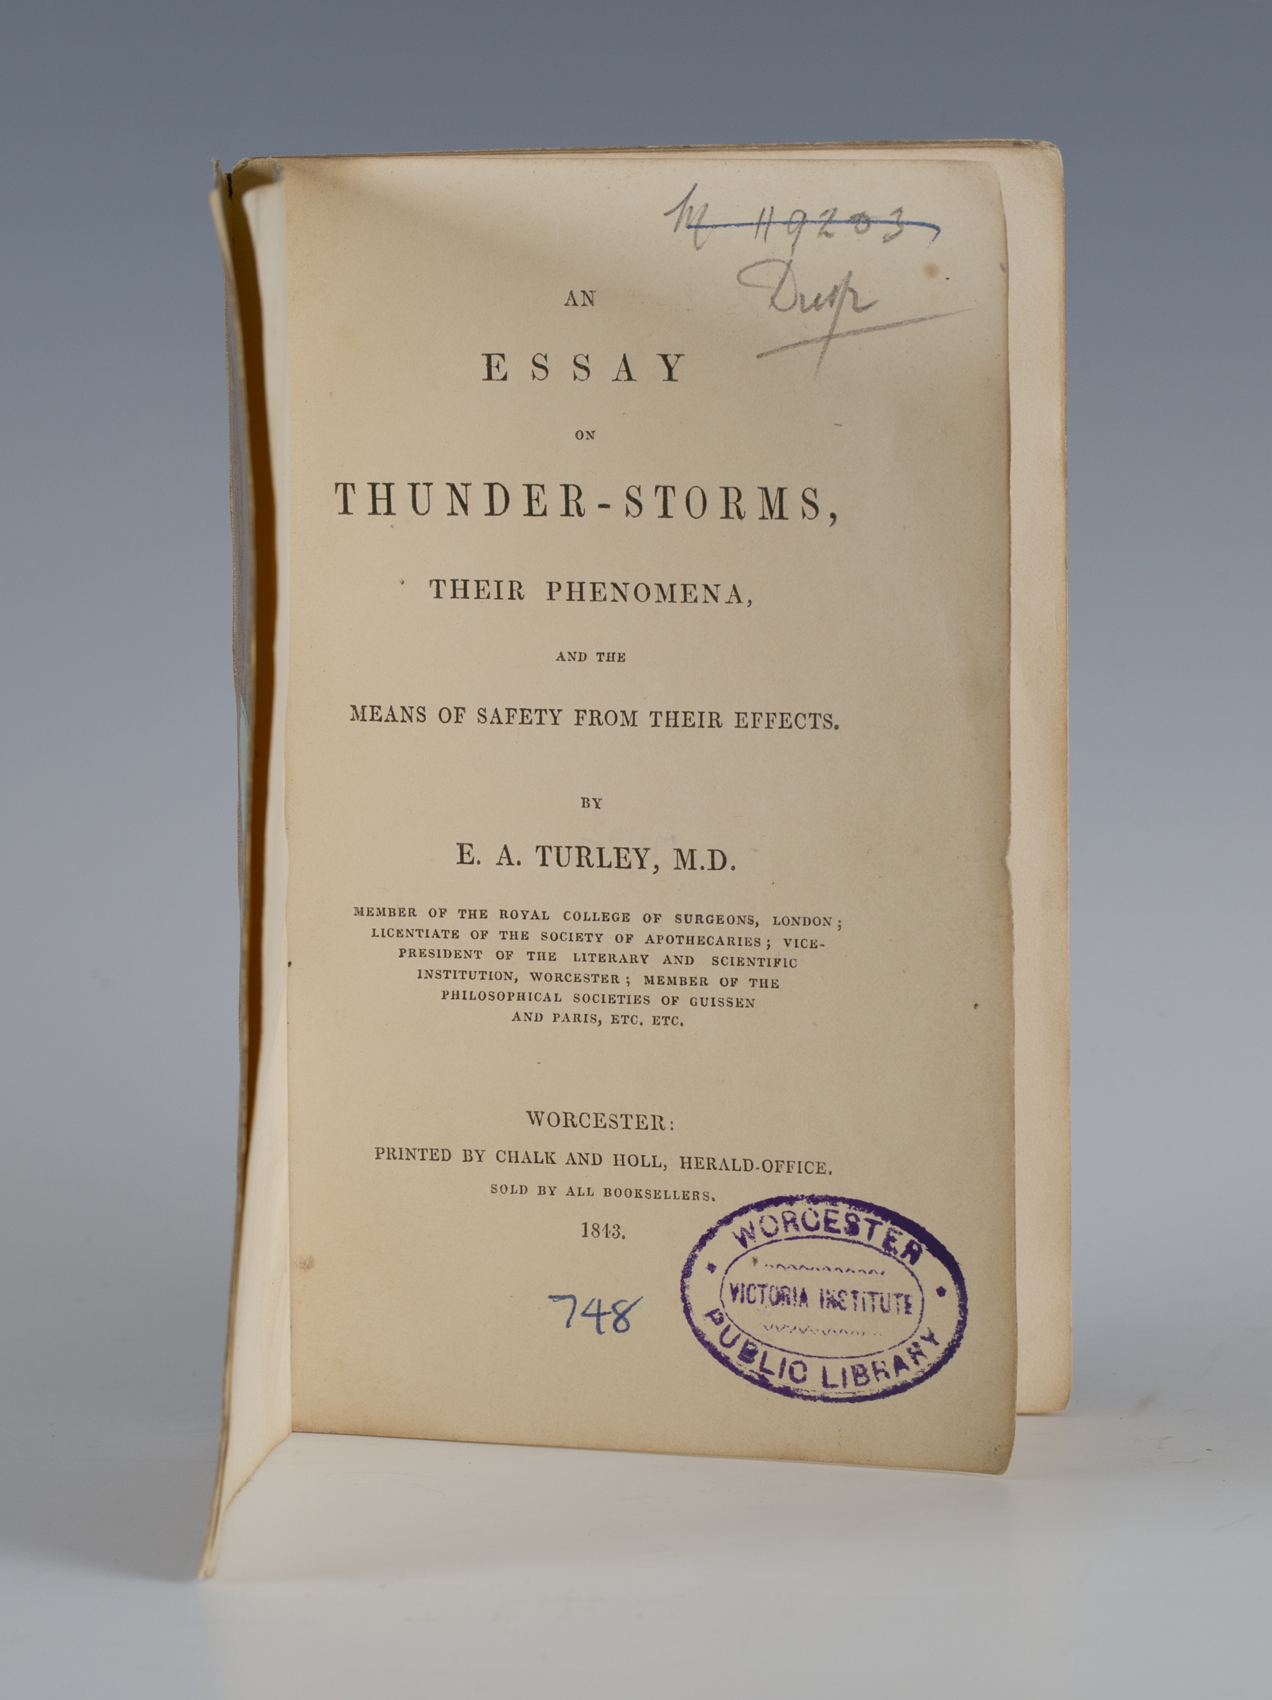 M 119203
Dup
AN
ESSAY
ON
THUNDER-STORMS,
THEIR PHENOMENA,
AND THE
MEANS OF SAFETY FROM THEIR EFFECTS.
BY
E. A. TURLEY, M.D.
MEMBER OF THE ROYAL COLLEGE OF SURGEONS, LONDON;
LICENTIATE OF THE SOCIETY OF APOTHECARIES; VICE-
PRESIDENT OF THE LITERARY AND SCIENTIFIC
INSTITUTION, WORCESTER; MEMBER OF THE
PHILOSOPHICAL SOCIETIES OF GUISSEN
AND PARIS, ETC. ETC.
WORCESTER:
PRINTED BY CHALK AND HOLL, HERALD-OFFICE.
SOLD BY ALL BOOKSELLERS.
1843.
748
WORCESTER
VICTORIA INSTITUTE
PUBLIC LIBRARY